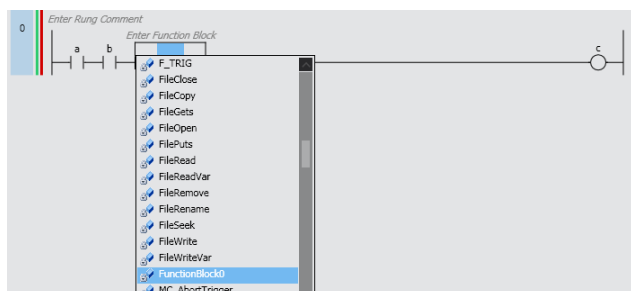 0
Enter Rung Comment
Enter Function Block
a b c
F_TRIG
FileClose
FileCopy
FileGets
FileOpen
FilePuts
FileRead
FileReadVar
FileRemove
FileRename
FileSeek
FileWrite
FileWriteVar
FunctionBlock0
MC_AbortTrigger